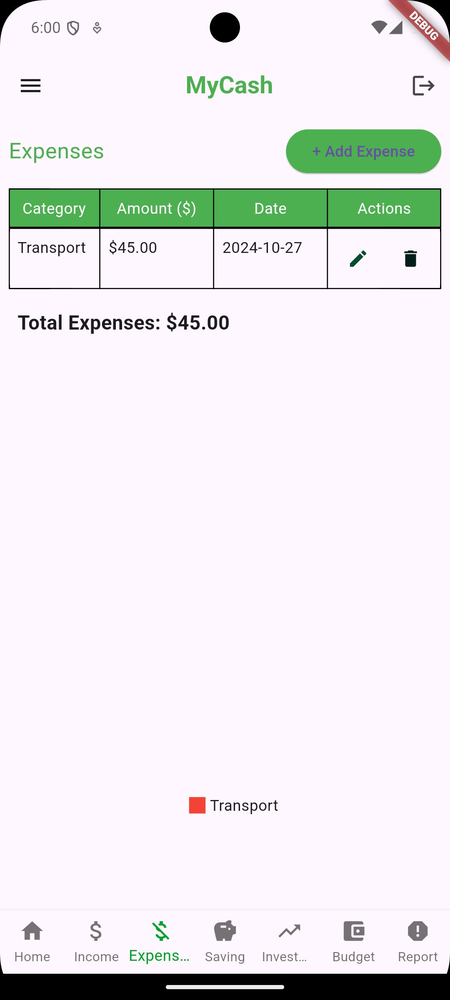 6:00
DEBUG
MyCash
Expenses
+ Add Expense
Category Amount ($) Date Actions
Transport $45.00 2024-10-27
Total Expenses: $45.00
Transport
Home Income Expens... Saving Invest... Budget Report